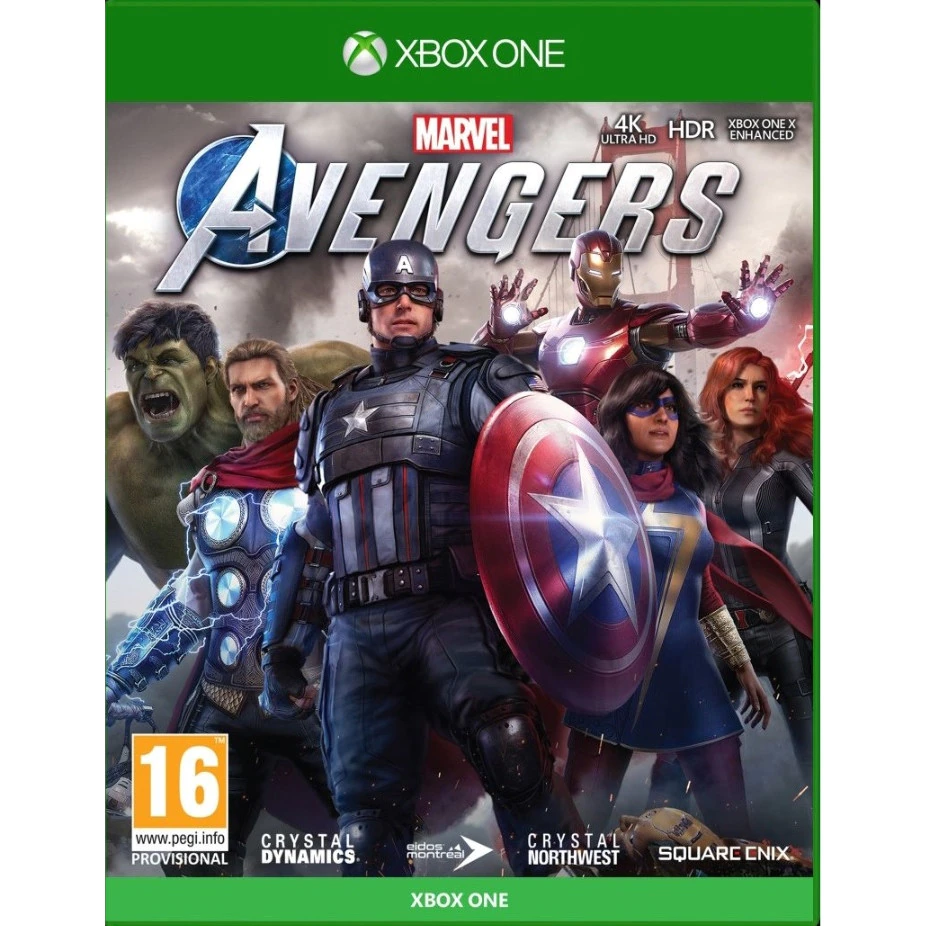 XBOX ONE
MARVEL
AVENGERS
4K
ULTRA HD
HDR
XBOX ONE X
ENHANCED
A
16
TM
www.pegi.info
PROVISIONAL
CRYSTAL
DYNAMICS
eidos
montréal
CRYSTAL
NORTHWEST
SQUARE ENIX
XBOX ONE